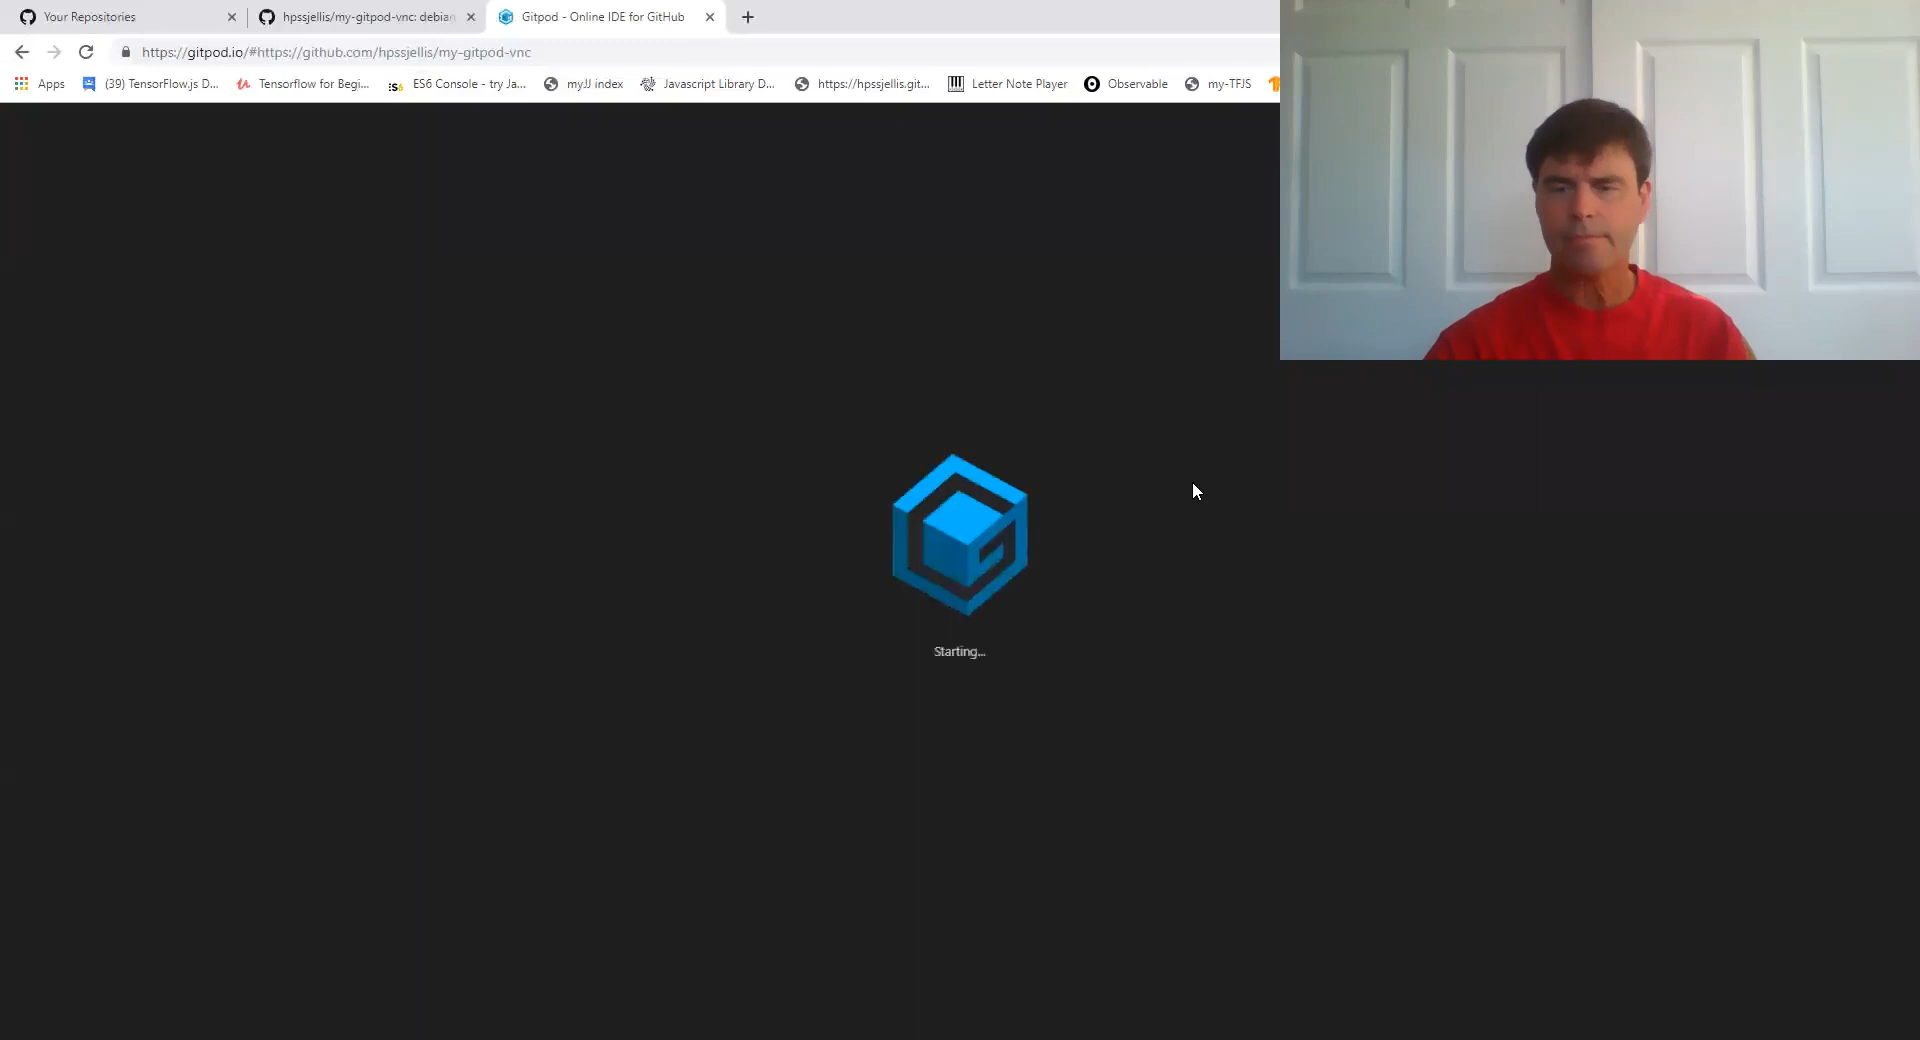 Your Repositories
hpssjellis/my-gitpod-vnc: debian
Gitpod - Online IDE for GitHub
https://gitpod.io/#https://github.com/hpssjellis/my-gitpod-vnc
Apps
(39) TensorFlow.js D...
Tensorflow for Begi...
JS6
ES6 Console - try Ja...
myJJ index
Javascript Library D...
https://hpssjellis.git...
Letter Note Player
Observable
my-TFJS
Starting...